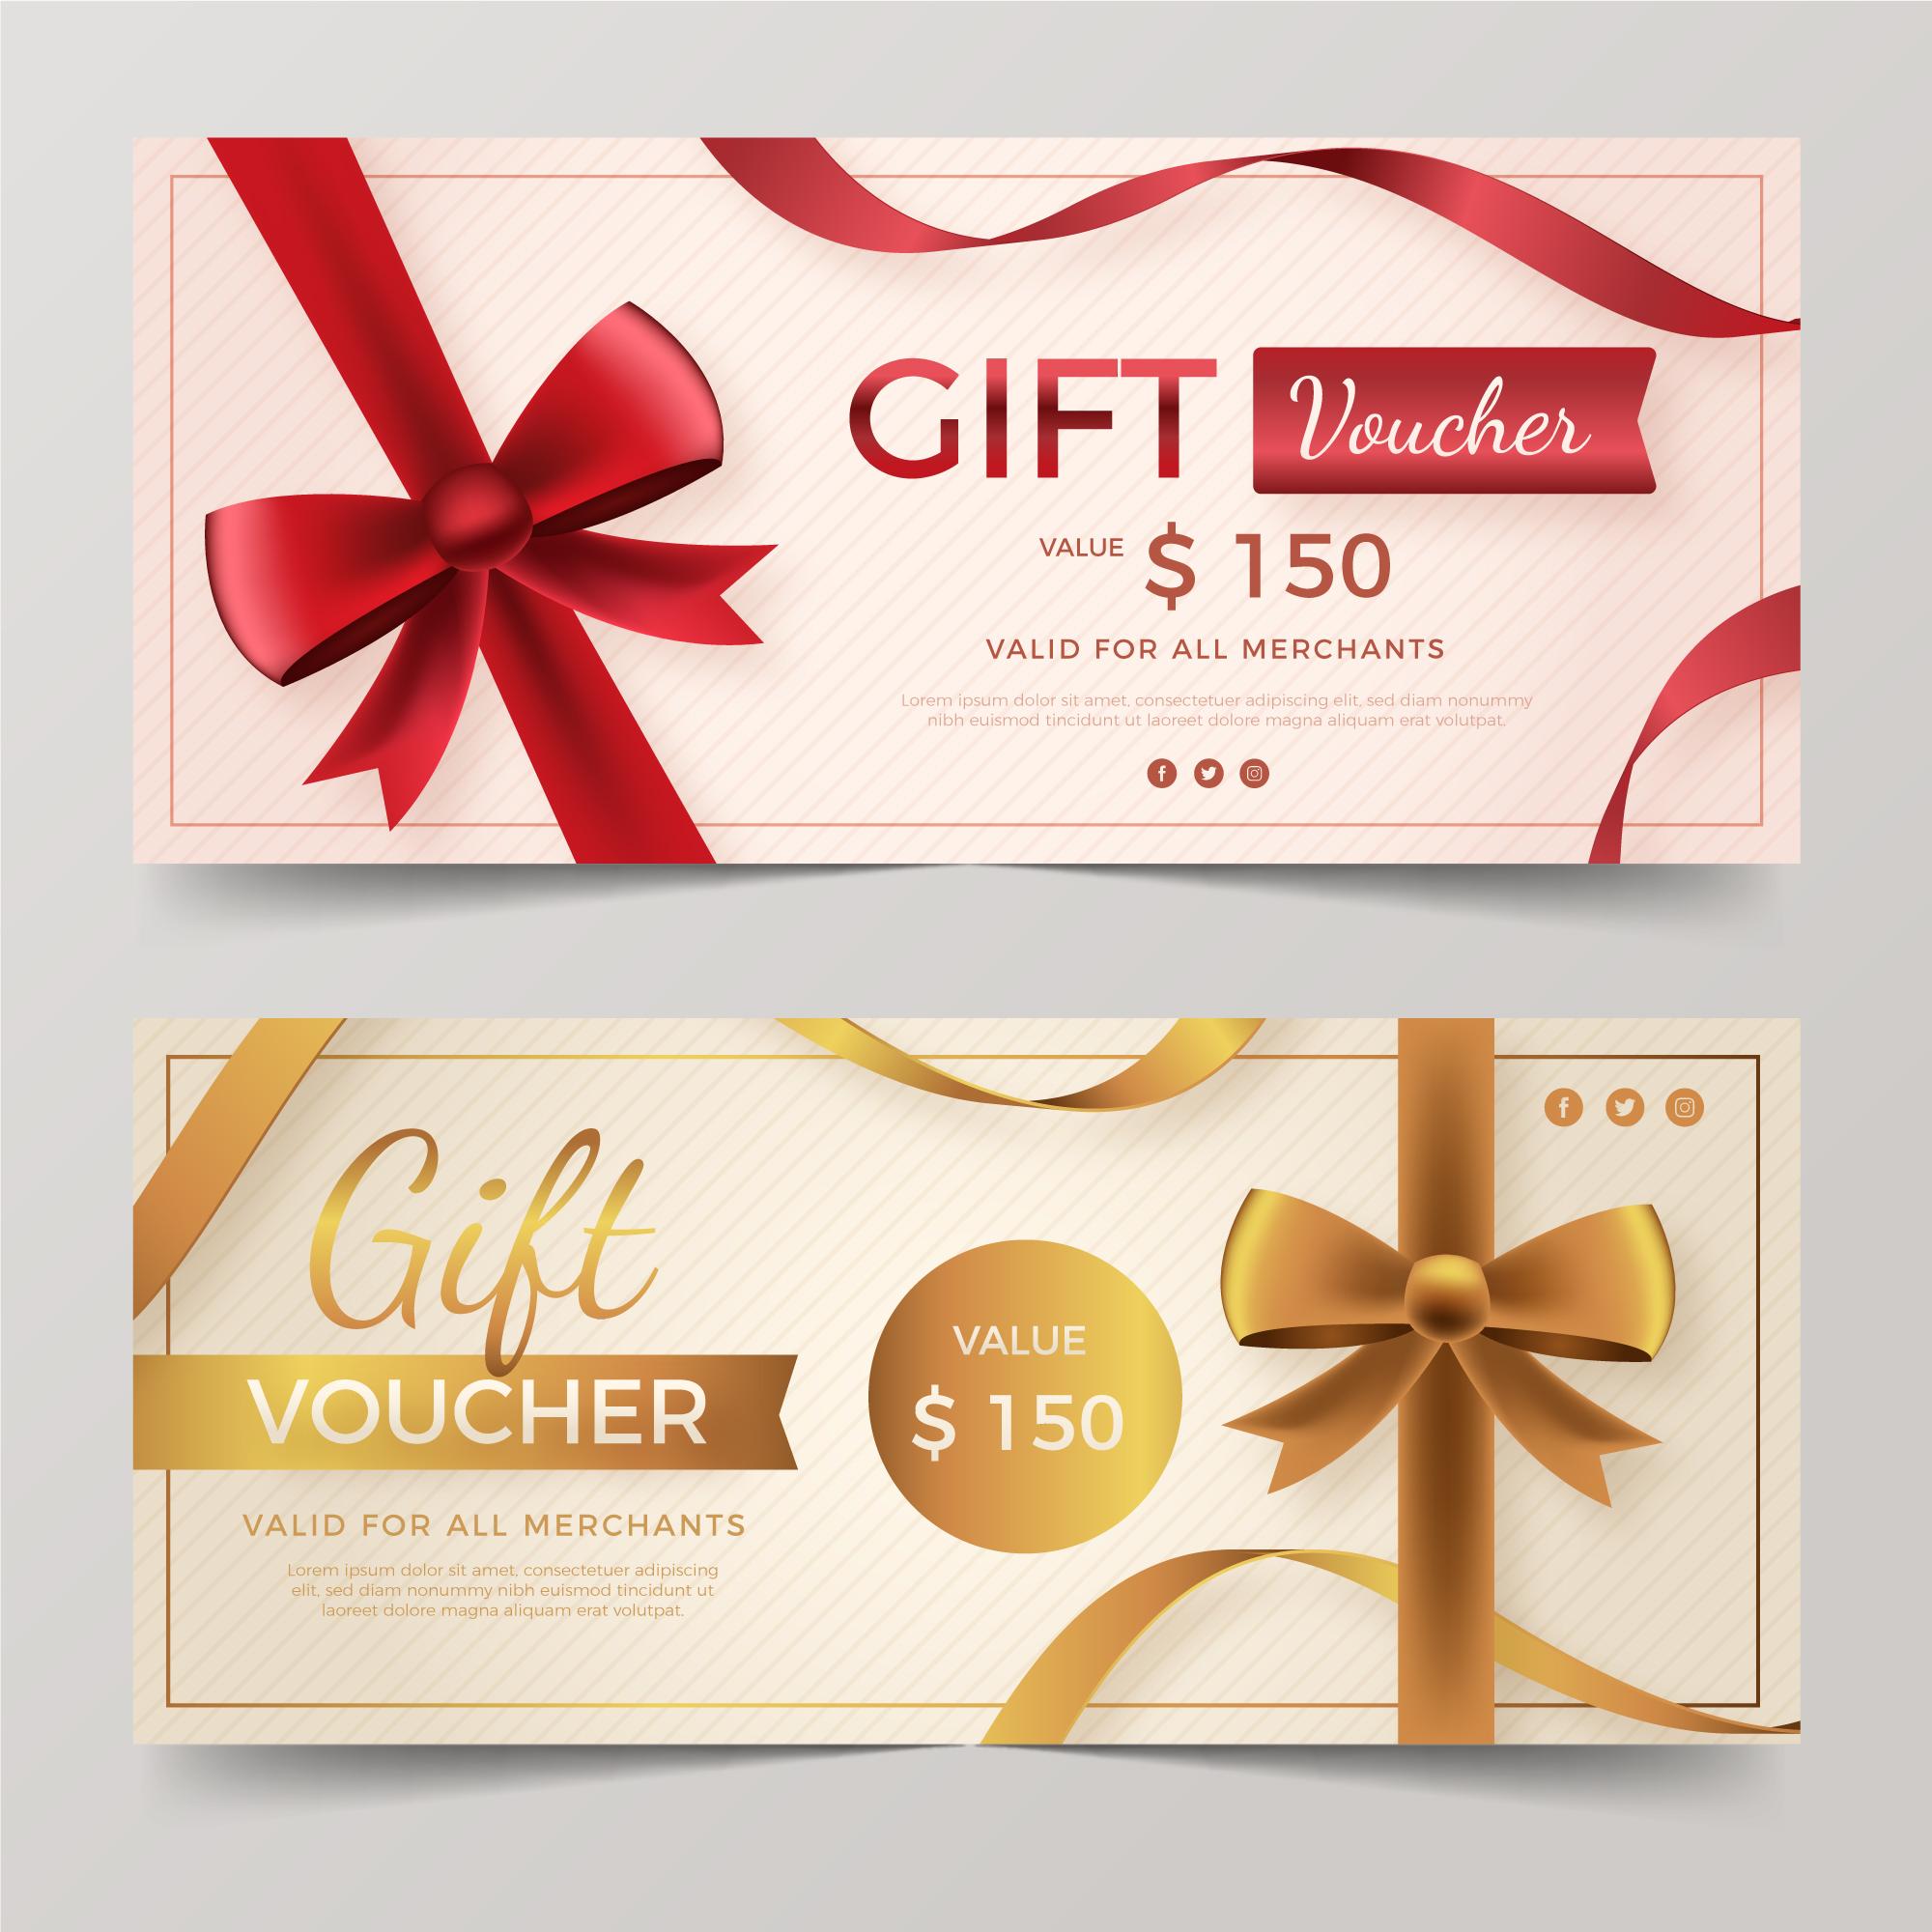 GIFT Voucher
VALUE $ 150
VALID FOR ALL MERCHANTS
Lorem ipsum dolor sit amet, consectetuer adipiscing elit, sed diam nonummy
nibh euismod tincidunt ut laoreet dolore magna aliquam erat volutpat.
Gift
VOUCHER
VALID FOR ALL MERCHANTS
Lorem ipsum dolor sit amet, consectetuer adipiscing
elit, sed diam nonummy nibh euismod tincidunt ut
laoreet dolore magna aliquam erat volutpat.
VALUE
$ 150